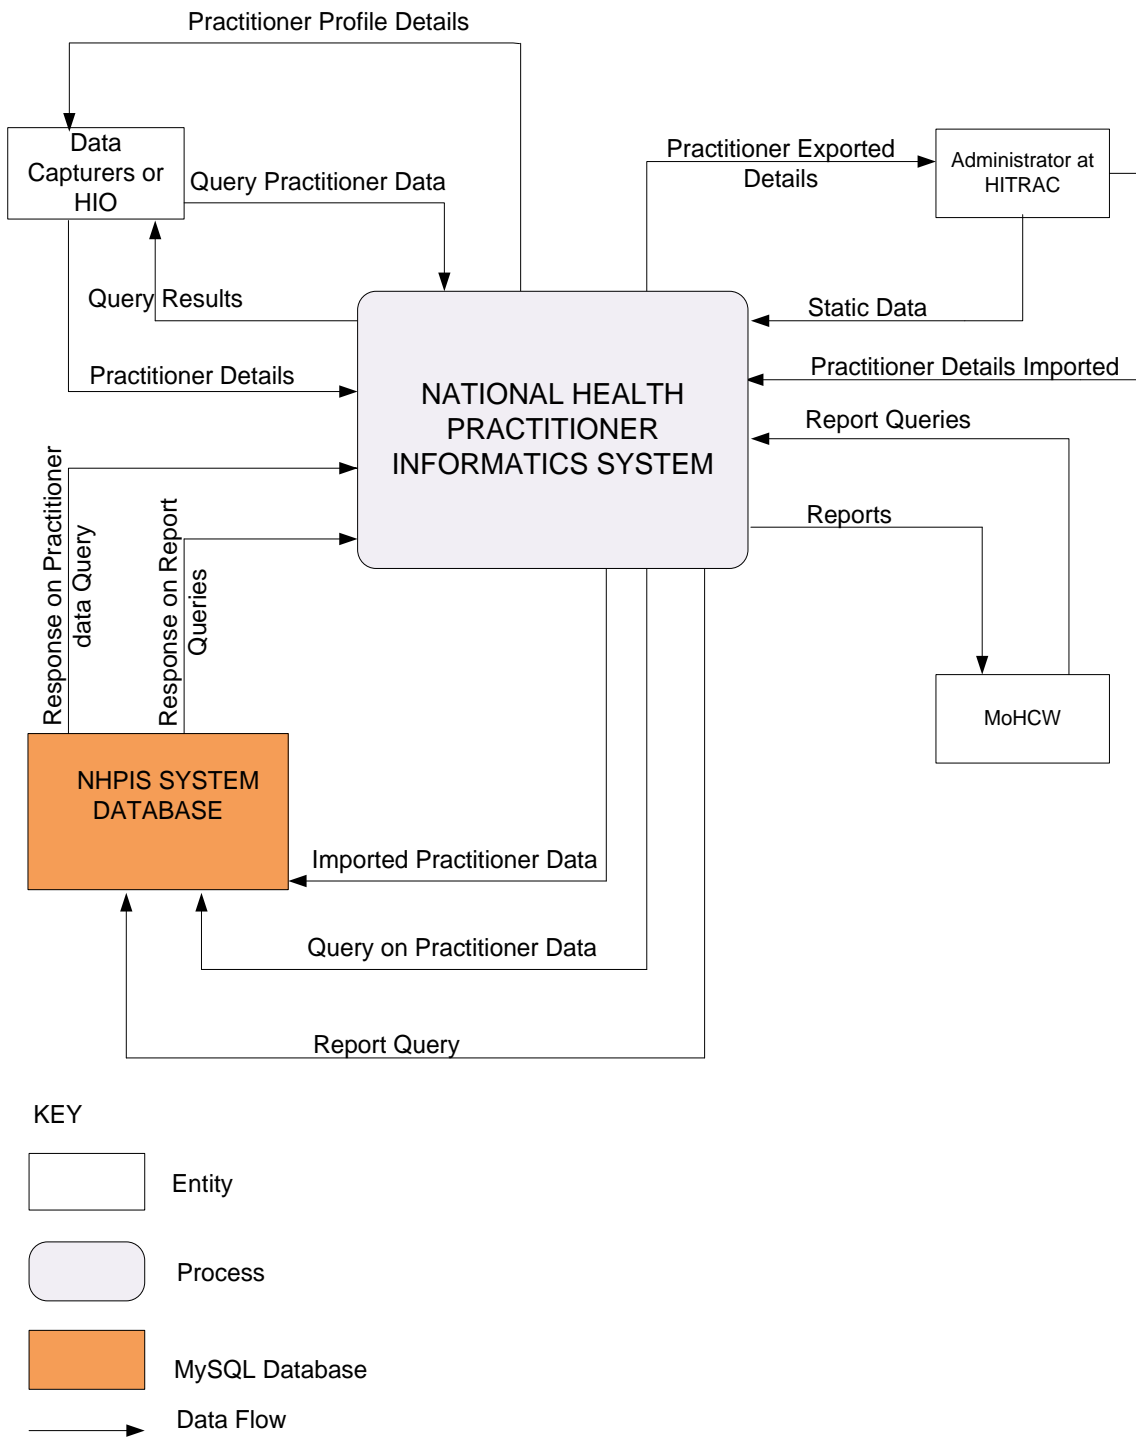 Practitioner Profile Details
Data
Capturers or
HIO
Query Practitioner Data
Practitioner Exported
Details
Administrator at
HITRAC
Query Results
Static Data
Practitioner Details
Practitioner Details Imported
NATIONAL HEALTH
PRACTITIONER
INFORMATICS SYSTEM
Report Queries
Reports
Response on Practitioner
data Query
Response on Report
Queries
MoHCW
NHPIS SYSTEM
DATABASE
Imported Practitioner Data
Query on Practitioner Data
Report Query
KEY
Entity
Process
MySQL Database
Data Flow